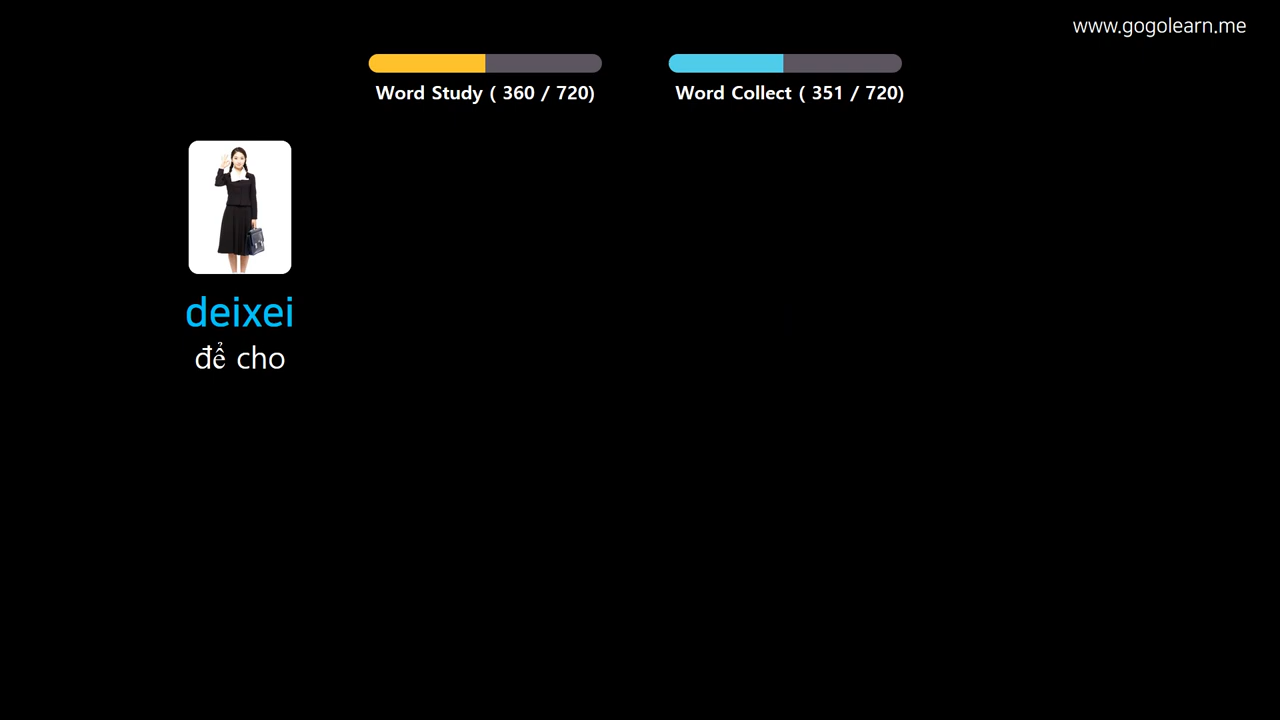 www.gogolearn.me
Word Study ( 360 / 720)
Word Collect ( 351 / 720)
deixei
để cho